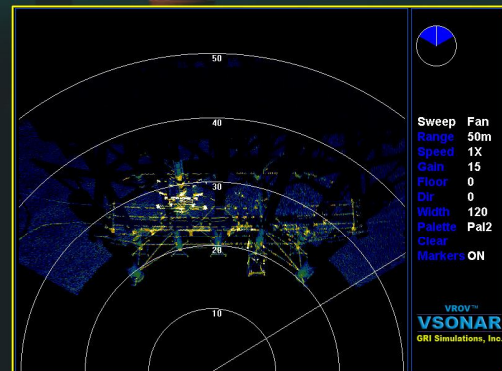 50
40
30
20
10
Sweep Fan
Range 50m
Speed 1X
Gain 15
Floor 0
Dir 0
Width 120
Palette Pal2
Clear
Markers ON
VROV™
VSONAR
GRI Simulations, Inc.